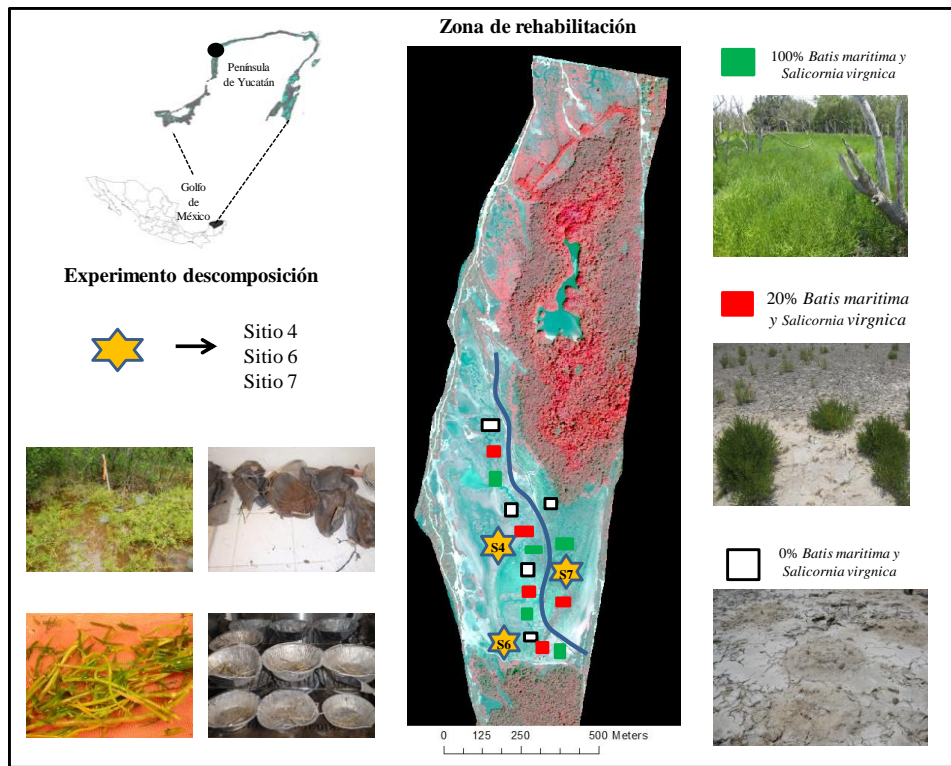 Zona de rehabilitación
Península
de Yucatán
Golfo
de
México
Experimento descomposición
Sitio 4
Sitio 6
Sitio 7
S4
S7
S6
0 125 250 500 Meters
100% Batis maritima y
Salicornia virgnica
20% Batis maritima
y Salicornia virgnica
0% Batis maritima y
Salicornia virgnica